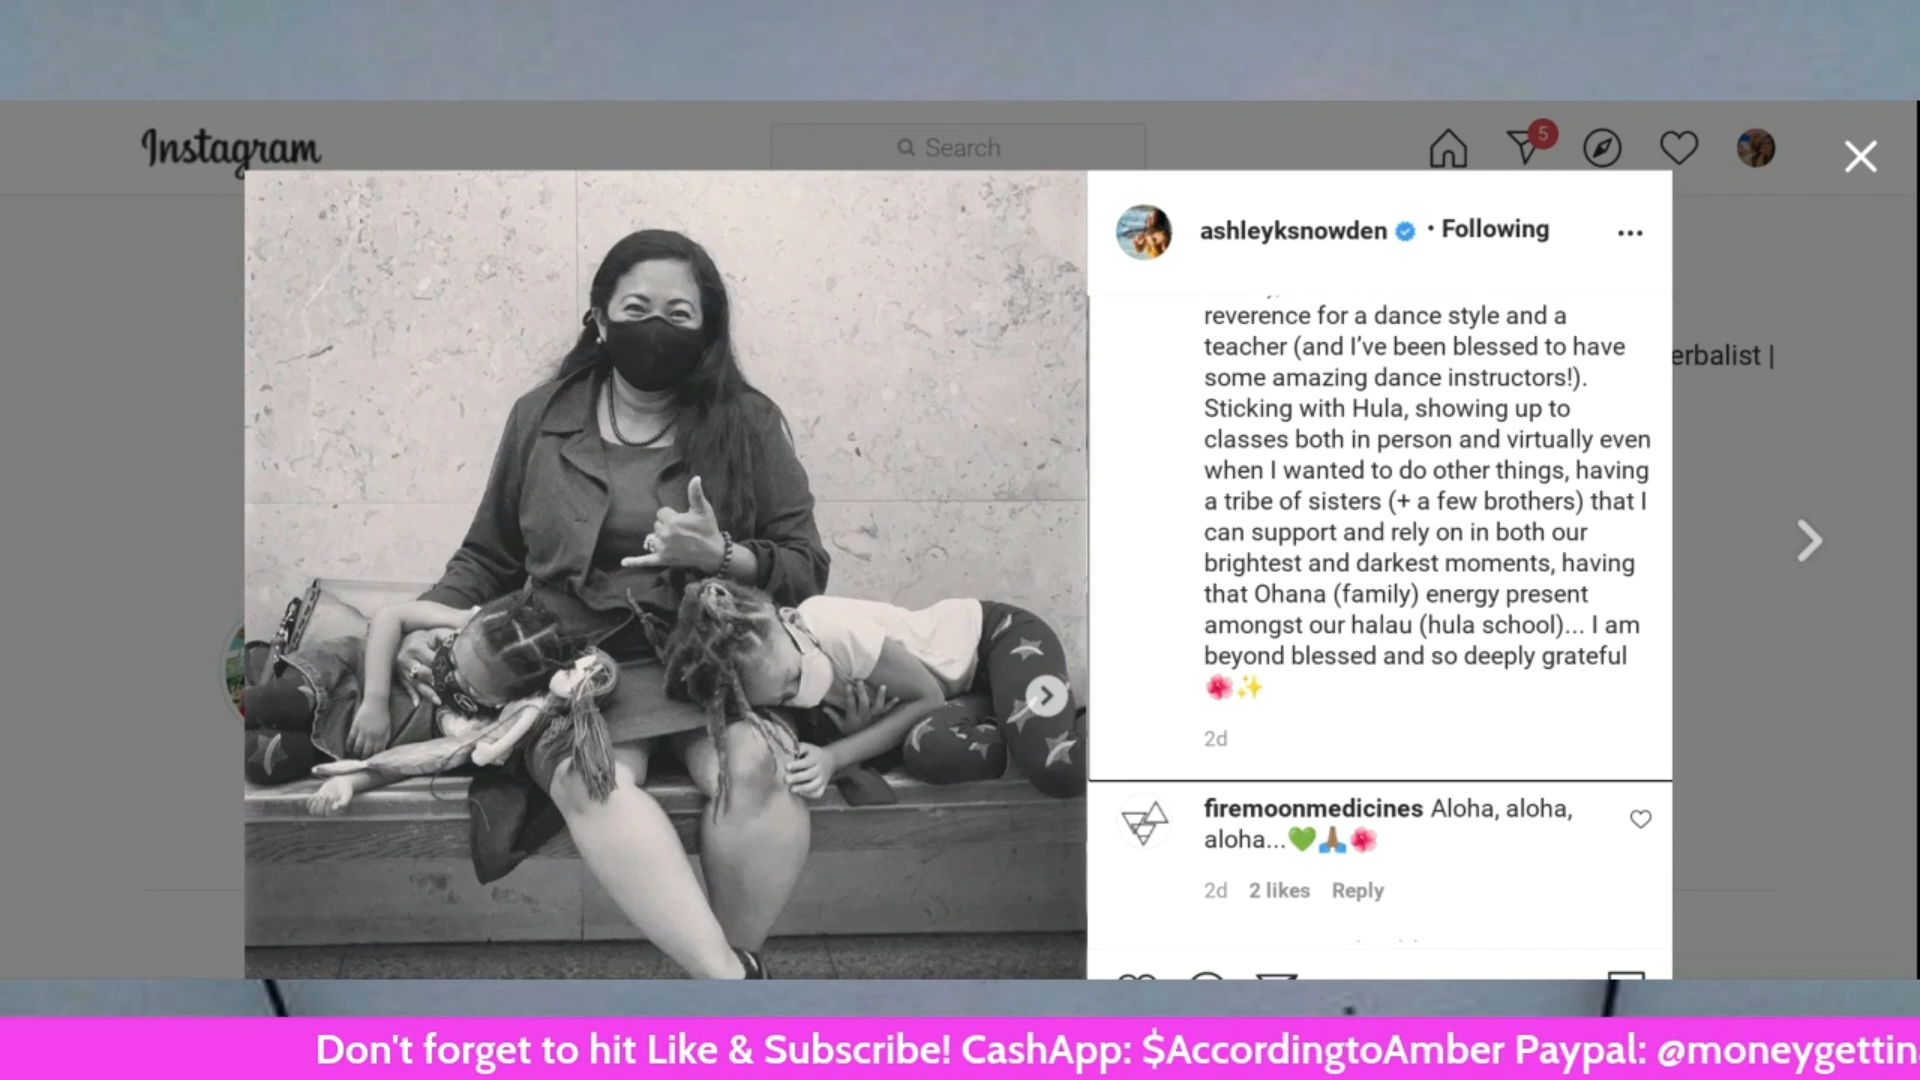 Instagram
Search
5
ashleyksnowden • Following
erbalist |
reverence for a dance style and a
teacher (and I've been blessed to have
some amazing dance instructors!).
Sticking with Hula, showing up to
classes both in person and virtually even
when I wanted to do other things, having
a tribe of sisters (+ a few brothers) that I
can support and rely on in both our
brightest and darkest moments, having
that Ohana (family) energy present
amongst our halau (hula school)... I am
beyond blessed and so deeply grateful
🌺✨
2d
firemoonmedicines Aloha, aloha,
aloha...💚🙏🏽🌺
2d 2 likes Reply
Don't forget to hit Like & Subscribe! CashApp: $AccordingtoAmber Paypal: @moneygettin